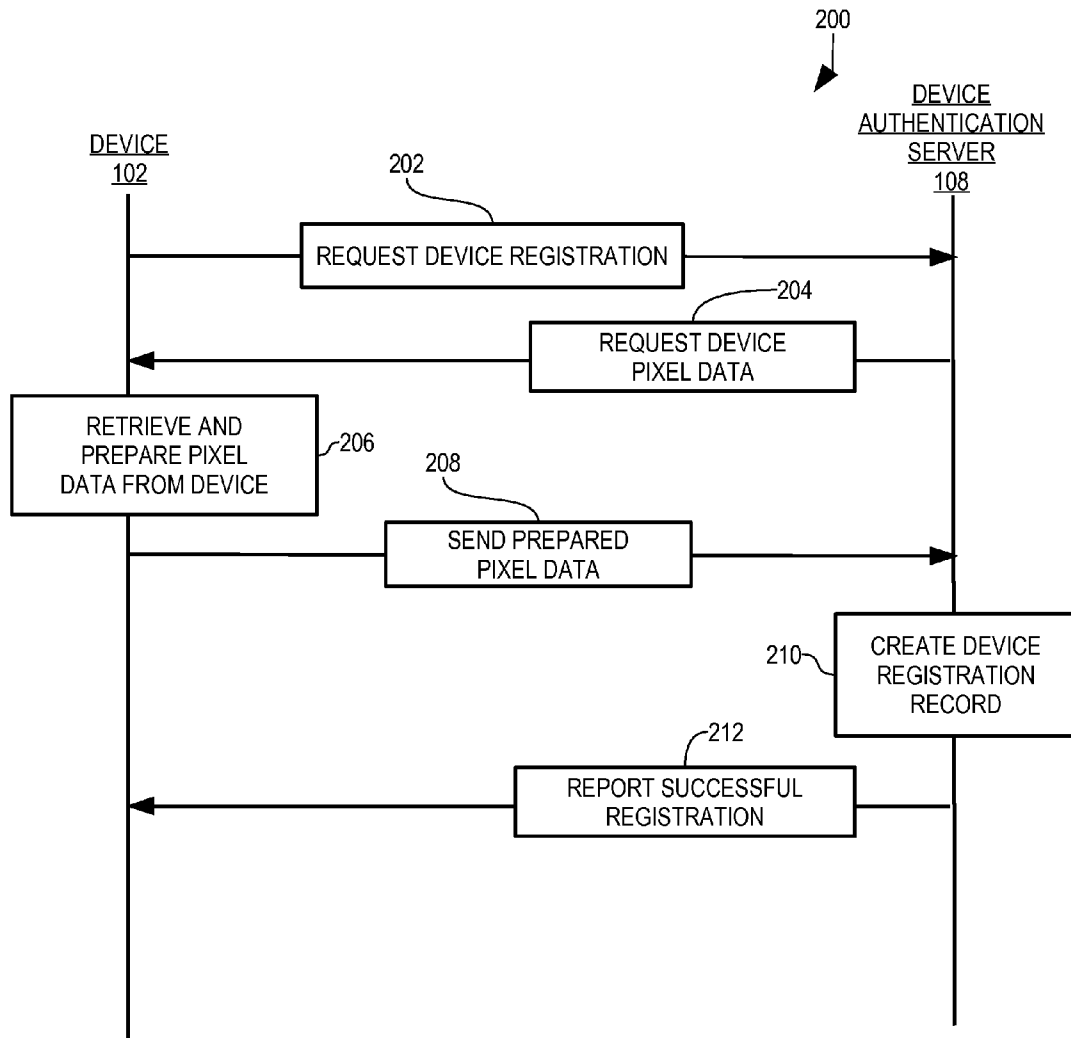 200
DEVICE
AUTHENTICATION
SERVER
108
DEVICE
102
202
REQUEST DEVICE REGISTRATION
204
REQUEST DEVICE
PIXEL DATA
RETRIEVE AND
PREPARE PIXEL
DATA FROM DEVICE
206
208
SEND PREPARED
PIXEL DATA
210
CREATE DEVICE
REGISTRATION
RECORD
212
REPORT SUCCESSFUL
REGISTRATION